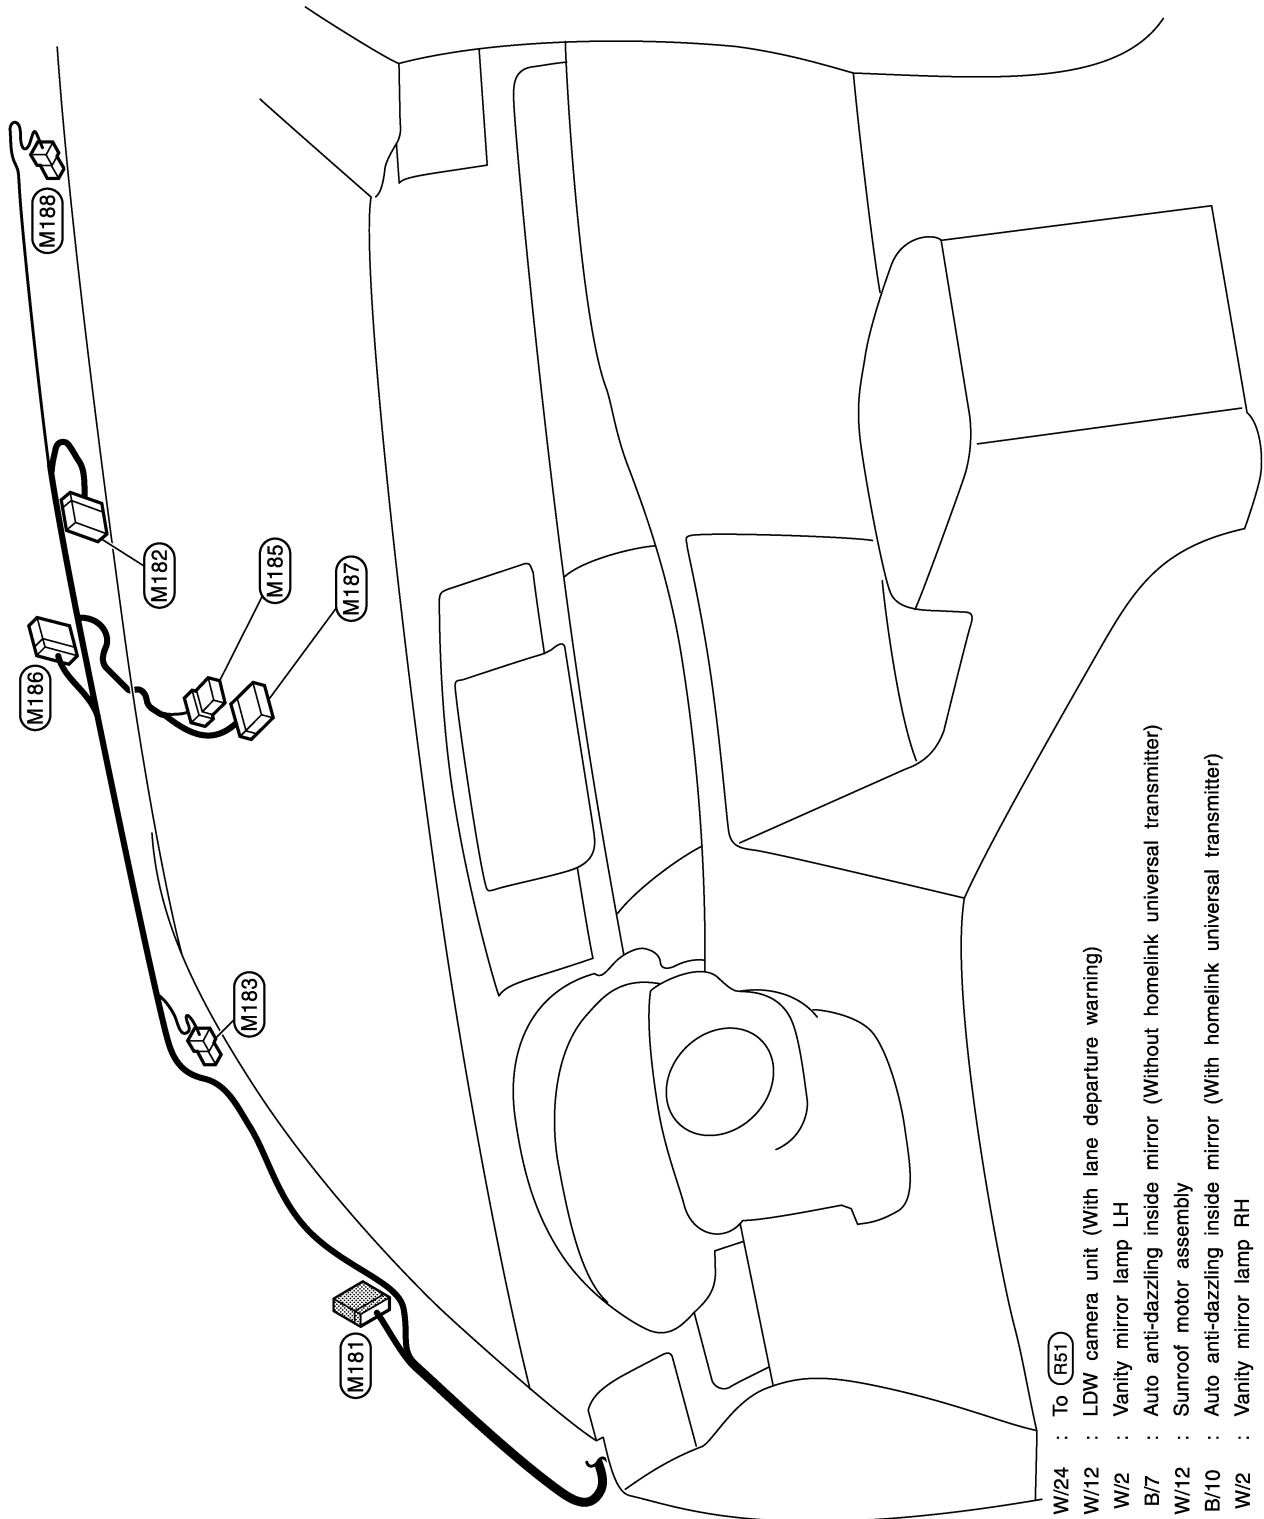 M188
M182
M185
M187
M186
M183
M181
W/24 : To R51
W/12 : LDW camera unit (With lane departure warning)
W/2 : Vanity mirror lamp LH
B/7 : Auto anti-dazzling inside mirror (Without homelink universal transmitter)
W/12 : Sunroof motor assembly
B/10 : Auto anti-dazzling inside mirror (With homelink universal transmitter)
W/2 : Vanity mirror lamp RH